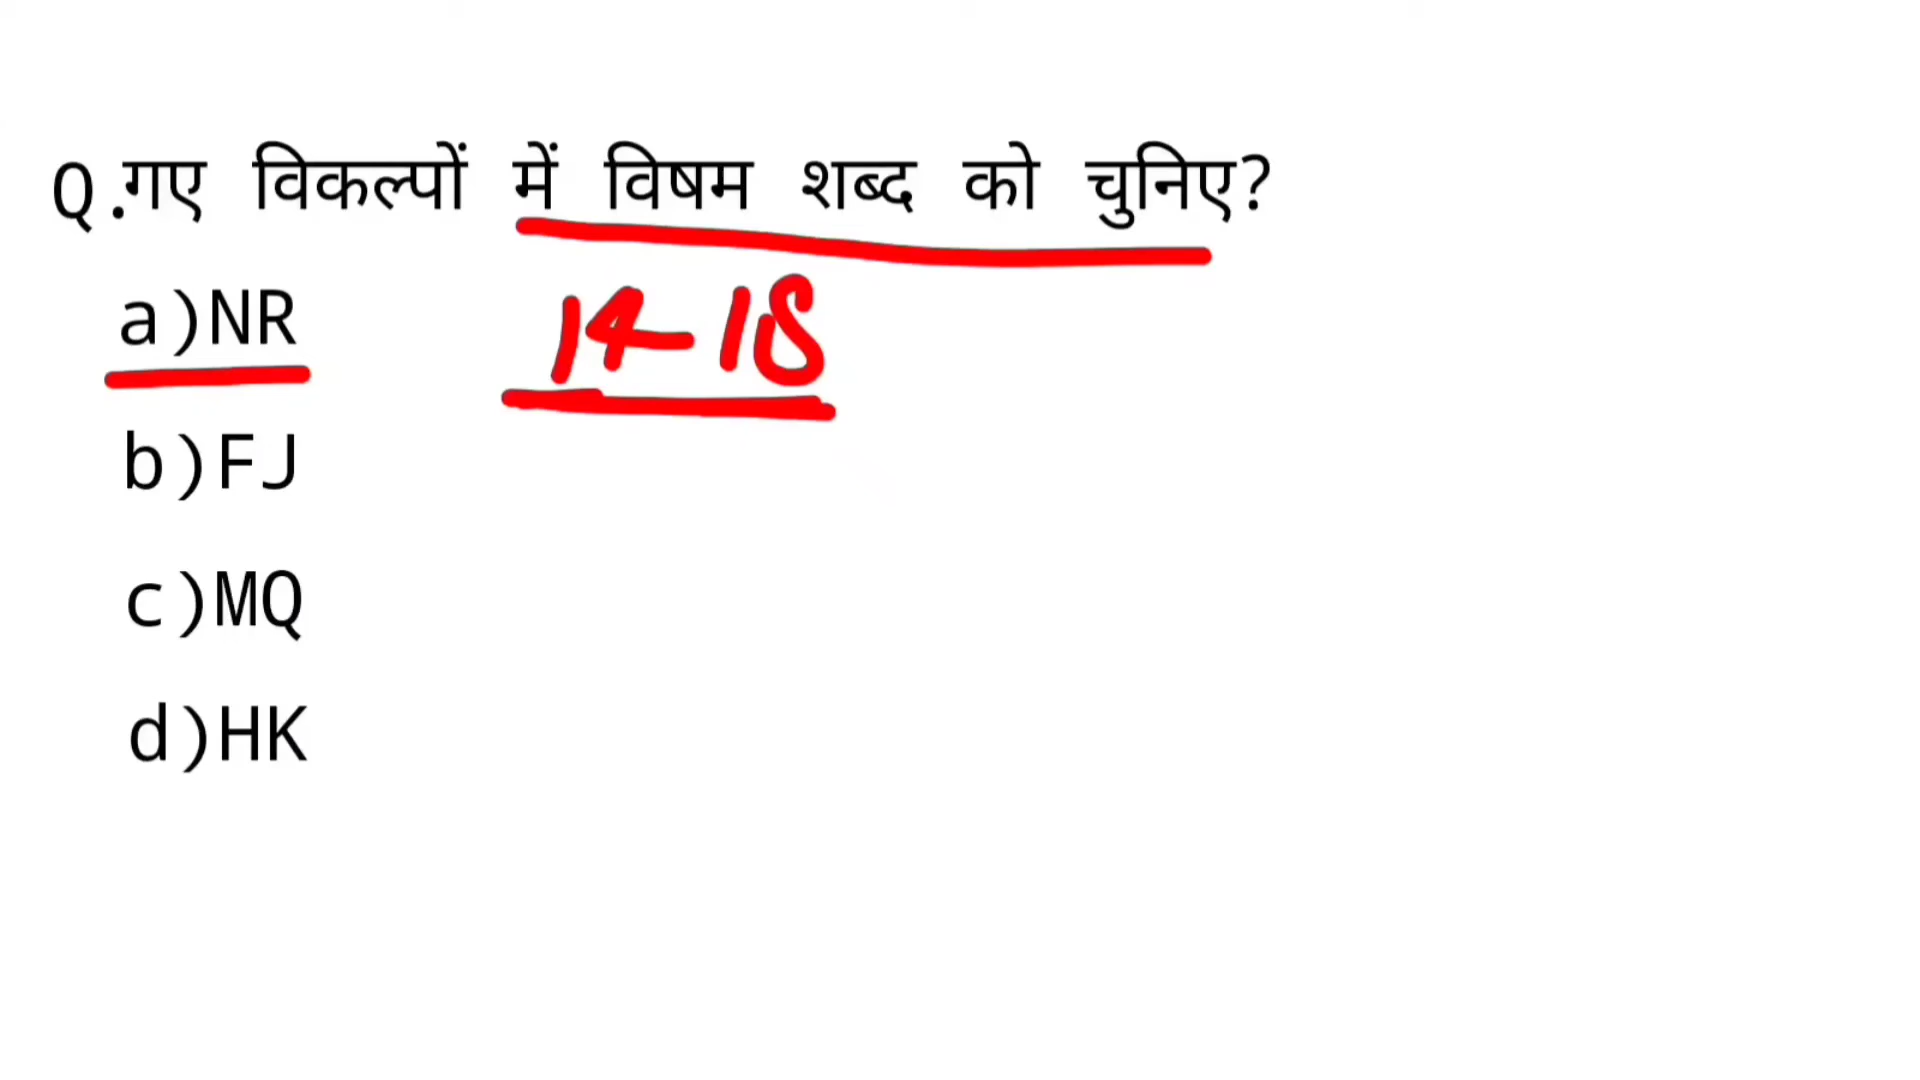 Q.गए विकल्पों में विषम शब्द को चुनिए?
a)NR 14-18
b)FJ
c)MQ
d)HK